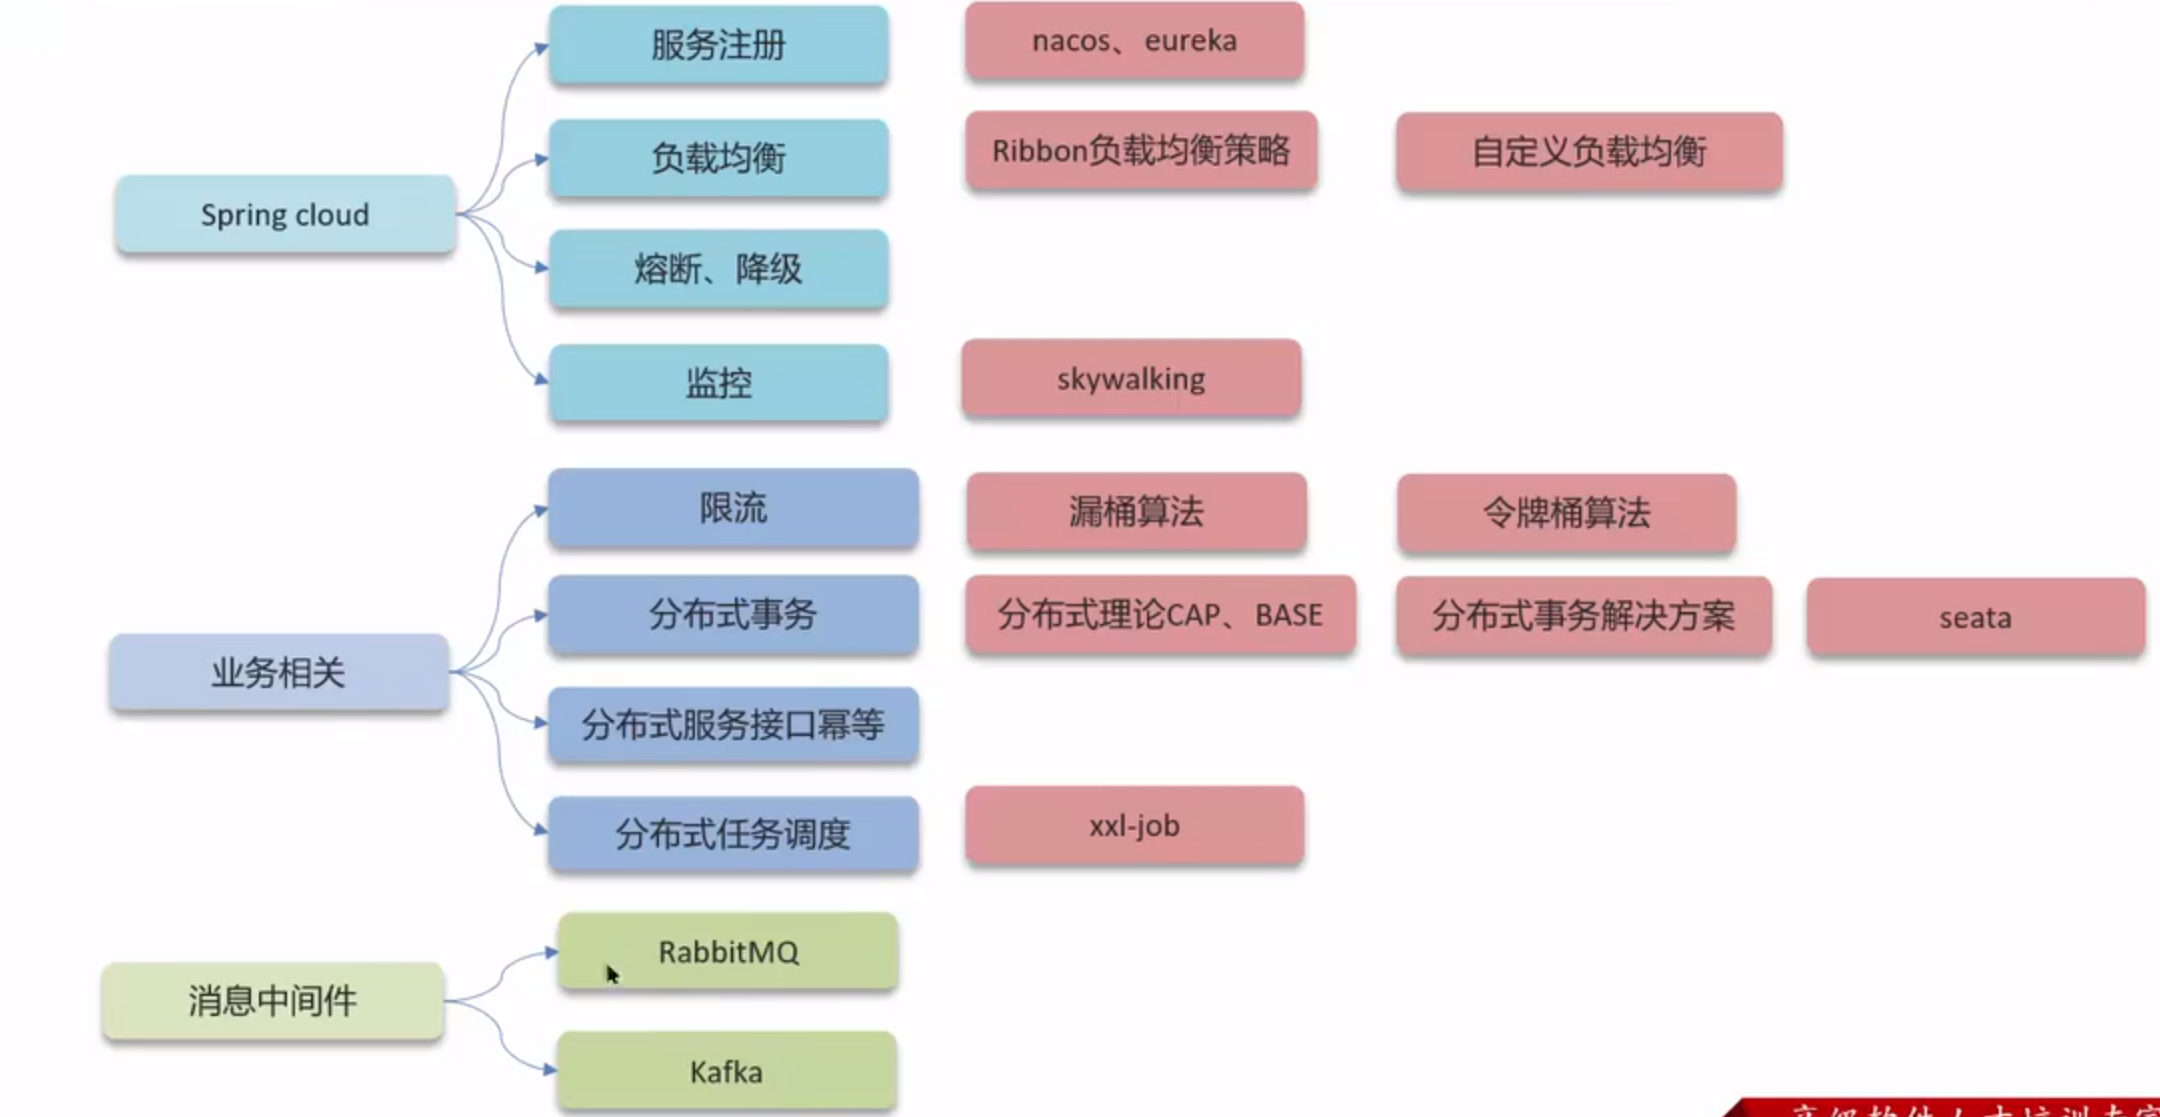 服务注册
nacos、eureka
负载均衡
Ribbon负载均衡策略
自定义负载均衡
Spring cloud
熔断、降级
监控
skywalking
限流
漏桶算法
令牌桶算法
分布式事务
分布式理论CAP、BASE
分布式事务解决方案
seata
业务相关
分布式服务接口幂等
分布式任务调度
xxl-job
RabbitMQ
消息中间件
Kafka